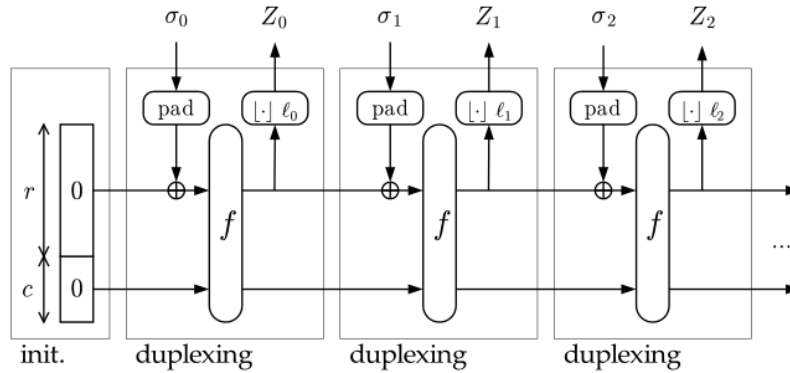 σ₀ Z₀ σ₁ Z₁ σ₂ Z₂
pad ⌊·⌋ ℓ₀ pad ⌊·⌋ ℓ₁ pad ⌊·⌋ ℓ₂
r 0 f f f
c 0 ...
init. duplexing duplexing duplexing